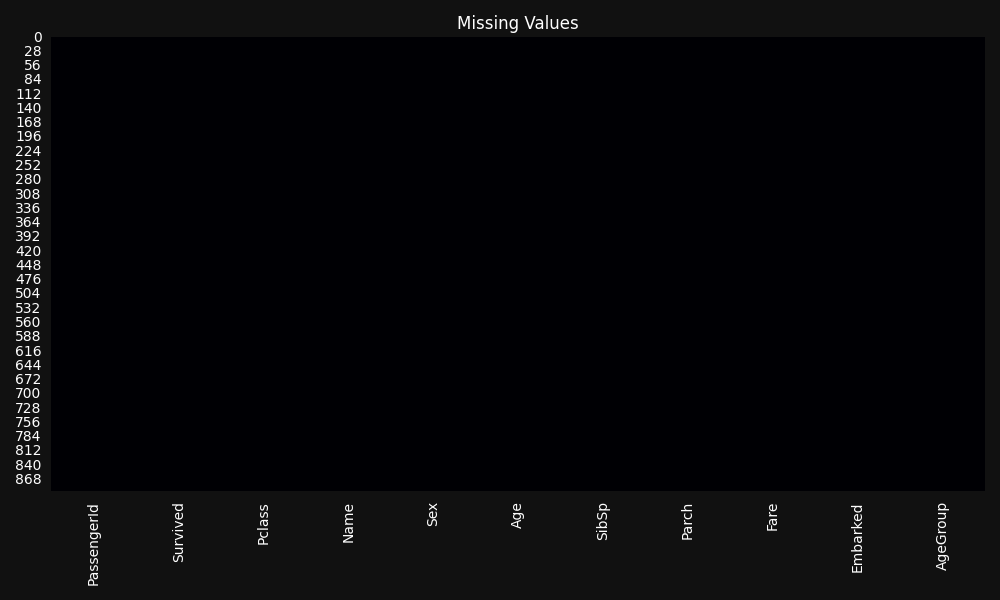 Missing Values
0
28
56
84
112
140
168
196
224
252
280
308
336
364
392
420
448
476
504
532
560
588
616
644
672
700
728
756
784
812
840
868
PassengerId
Survived
Pclass
Name
Sex
Age
SibSp
Parch
Fare
Embarked
AgeGroup